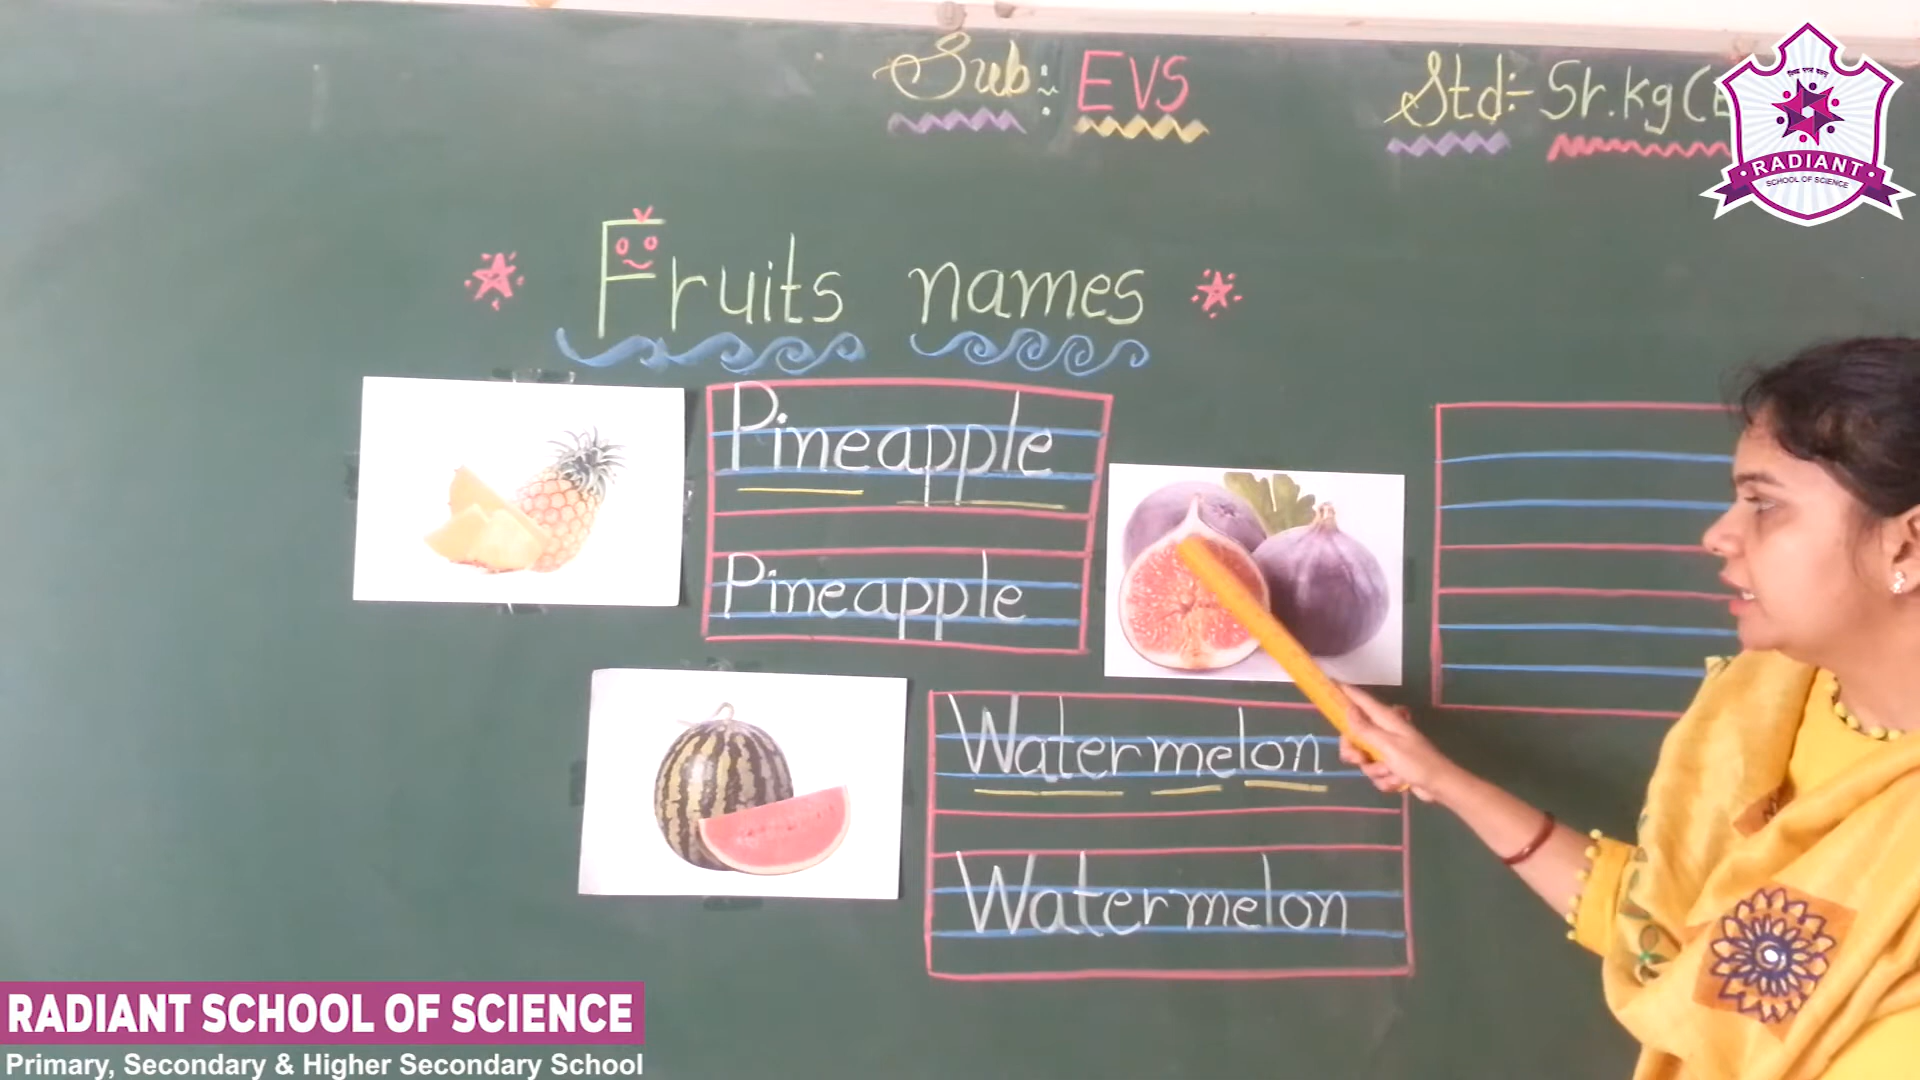 Sub: EVS
Std:- Sr.kg (E
RADIANT
SCHOOL OF SCIENCE
Fruits names
Pineapple
Pineapple
Watermelon
Watermelon
RADIANT SCHOOL OF SCIENCE
Primary, Secondary & Higher Secondary School